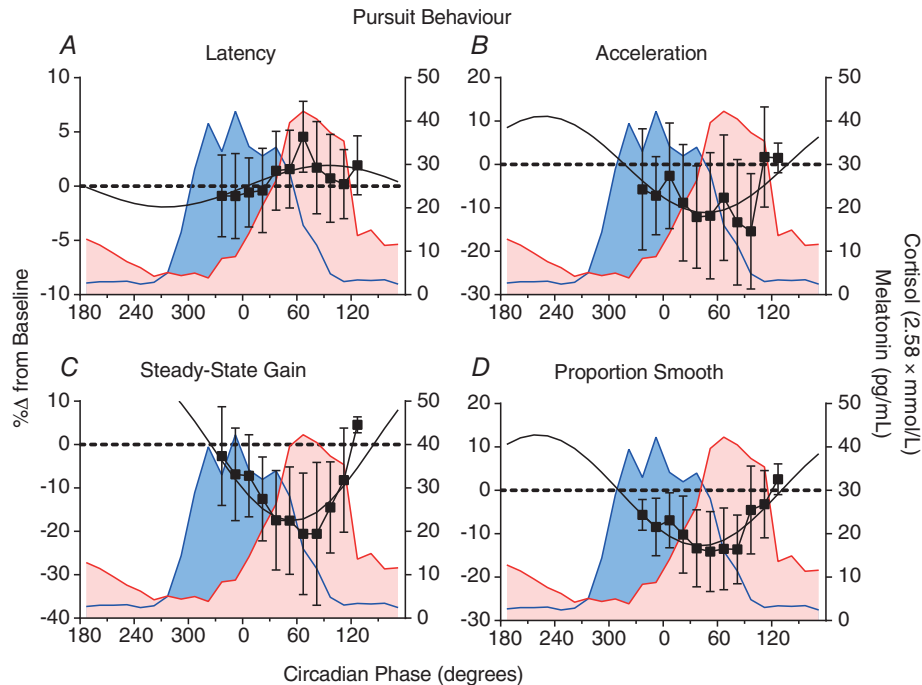 Pursuit Behaviour
A
Latency
B
Acceleration
10
5
0
-5
-10
50
40
30
20
10
0
180 240 300 0 60 120
20
10
0
-10
-20
-30
50
40
30
20
10
0
180 240 300 0 60 120
C
Steady-State Gain
D
Proportion Smooth
10
0
-10
-20
-30
-40
50
40
30
20
10
0
180 240 300 0 60 120
20
10
0
-10
-20
-30
50
40
30
20
10
0
180 240 300 0 60 120
%Δ from Baseline
Cortisol (2.58 × mmol/L)
Melatonin (pg/mL)
Circadian Phase (degrees)